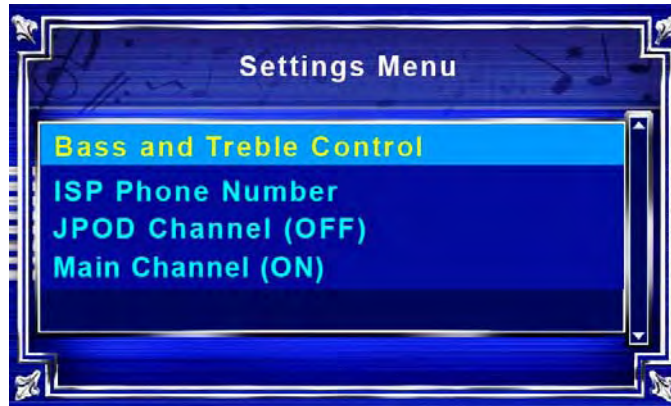 Settings Menu
Bass and Treble Control
ISP Phone Number
JPOD Channel (OFF)
Main Channel (ON)